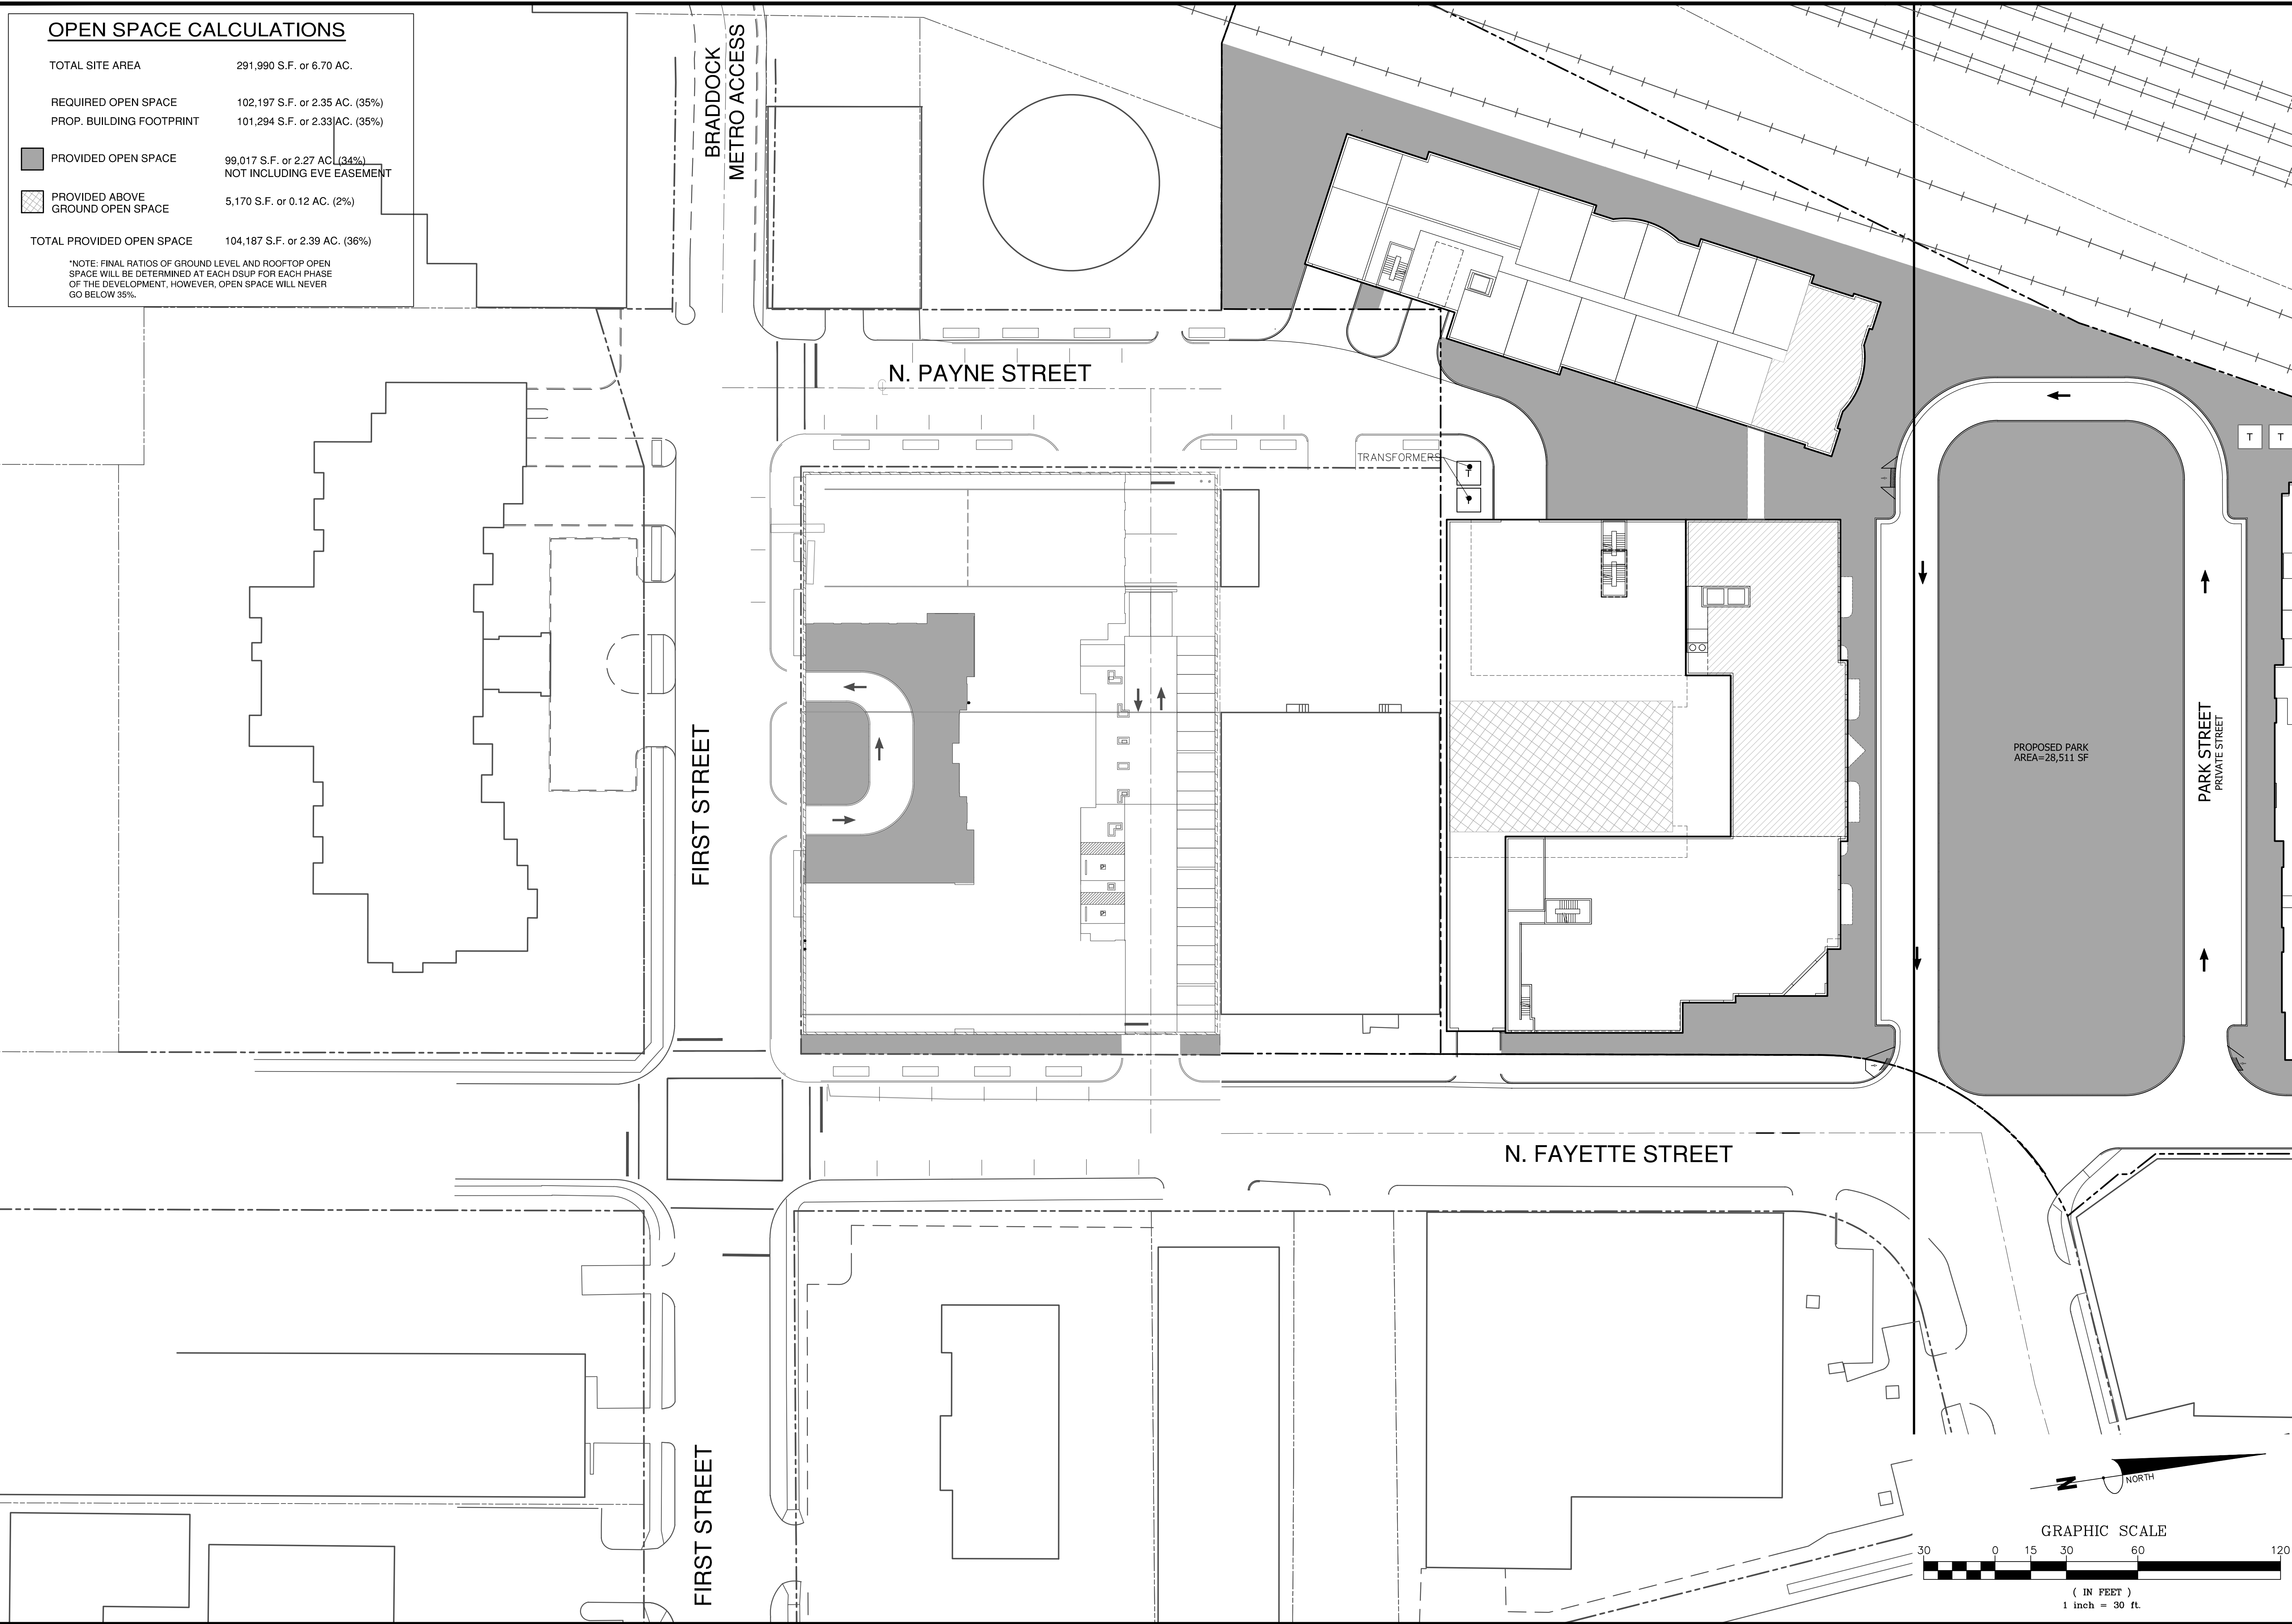 OPEN SPACE CALCULATIONS
TOTAL SITE AREA 291,990 S.F. or 6.70 AC.
REQUIRED OPEN SPACE 102,197 S.F. or 2.35 AC. (35%)
PROP. BUILDING FOOTPRINT 101,294 S.F. or 2.33 AC. (35%)
PROVIDED OPEN SPACE 99,017 S.F. or 2.27 AC. (34%)
NOT INCLUDING EVE EASEMENT
PROVIDED ABOVE
GROUND OPEN SPACE 5,170 S.F. or 0.12 AC. (2%)
TOTAL PROVIDED OPEN SPACE 104,187 S.F. or 2.39 AC. (36%)
*NOTE: FINAL RATIOS OF GROUND LEVEL AND ROOFTOP OPEN
SPACE WILL BE DETERMINED AT EACH DSUP FOR EACH PHASE
OF THE DEVELOPMENT, HOWEVER, OPEN SPACE WILL NEVER
GO BELOW 35%.
BRADDOCK
METRO ACCESS
N. PAYNE STREET
TRANSFORMERS
T
T
T
T
FIRST STREET
PROPOSED PARK
AREA=28,511 SF
PARK STREET
PRIVATE STREET
N. FAYETTE STREET
FIRST STREET
N
NORTH
GRAPHIC SCALE
30 0 15 30 60 120
( IN FEET )
1 inch = 30 ft.